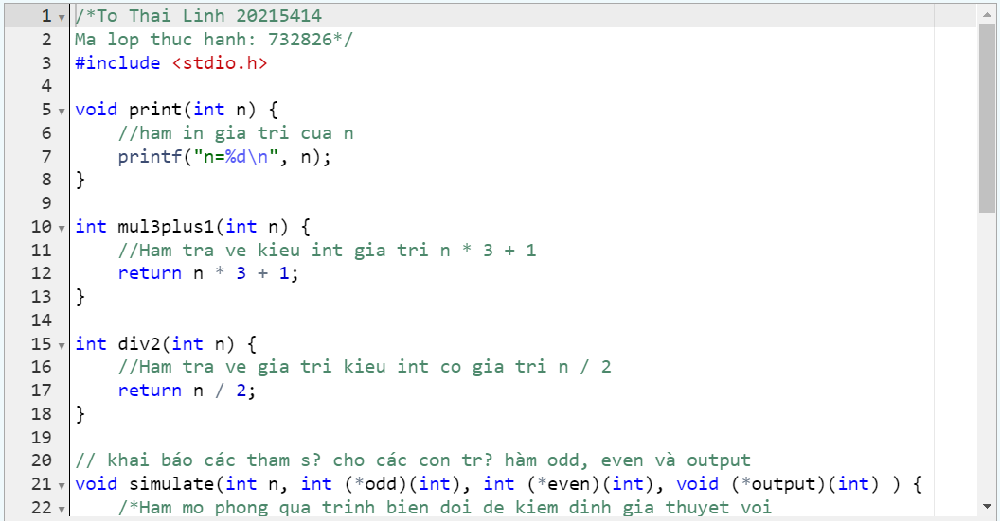 1 /*To Thai Linh 20215414
2 Ma lop thuc hanh: 732826*/
3 #include <stdio.h>
4
5 void print(int n) {
6     //ham in gia tri cua n
7     printf("n=%d\n", n);
8 }
9
10 int mul3plus1(int n) {
11     //Ham tra ve kieu int gia tri n * 3 + 1
12     return n * 3 + 1;
13 }
14
15 int div2(int n) {
16     //Ham tra ve gia tri kieu int co gia tri n / 2
17     return n / 2;
18 }
19
20 // khai báo các tham s? cho các con tr? hàm odd, even và output
21 void simulate(int n, int (*odd)(int), int (*even)(int), void (*output)(int) ) {
22     /*Ham mo phong qua trinh bien doi de kiem dinh gia thuyet voi